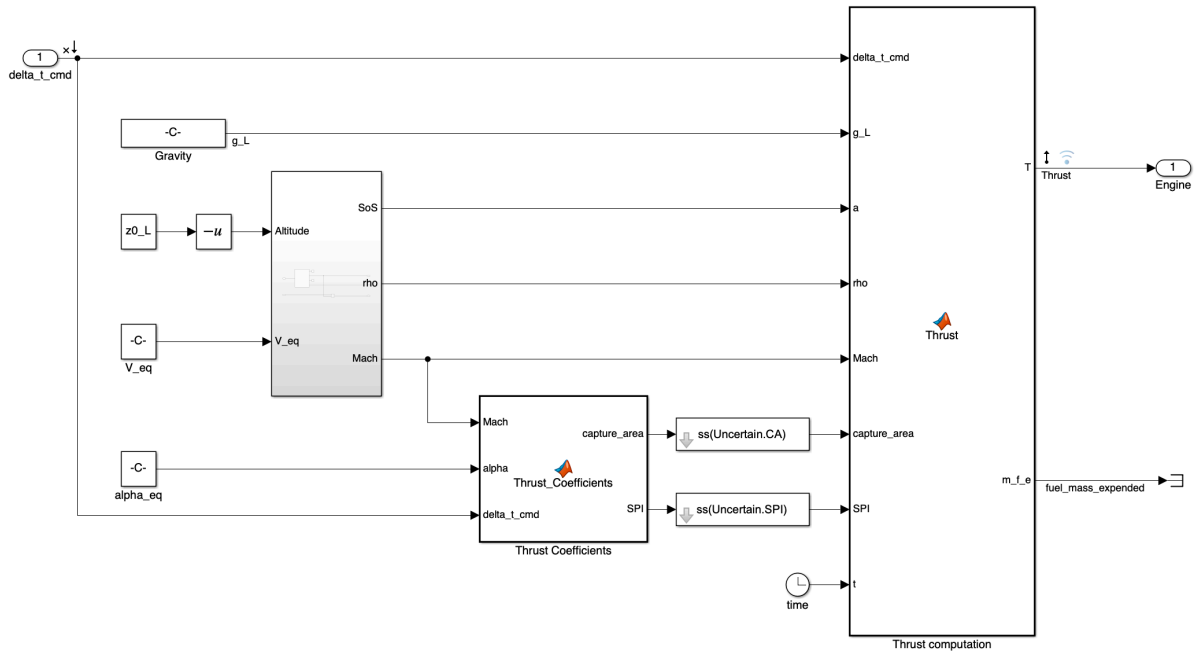 1
delta_t_cmd
delta_t_cmd
-C-
g_L
Gravity
g_L
T
Thrust
1
Engine
z0_L
-u
Altitude
SoS
a
rho
rho
Thrust
-C-
V_eq
V_eq
Mach
Mach
Mach
capture_area
ss(Uncertain.CA)
capture_area
-C-
alpha_eq
alpha
Thrust_Coefficients
m_f_e
fuel_mass_expended
delta_t_cmd
SPI
ss(Uncertain.SPI)
SPI
Thrust Coefficients
time
t
Thrust computation